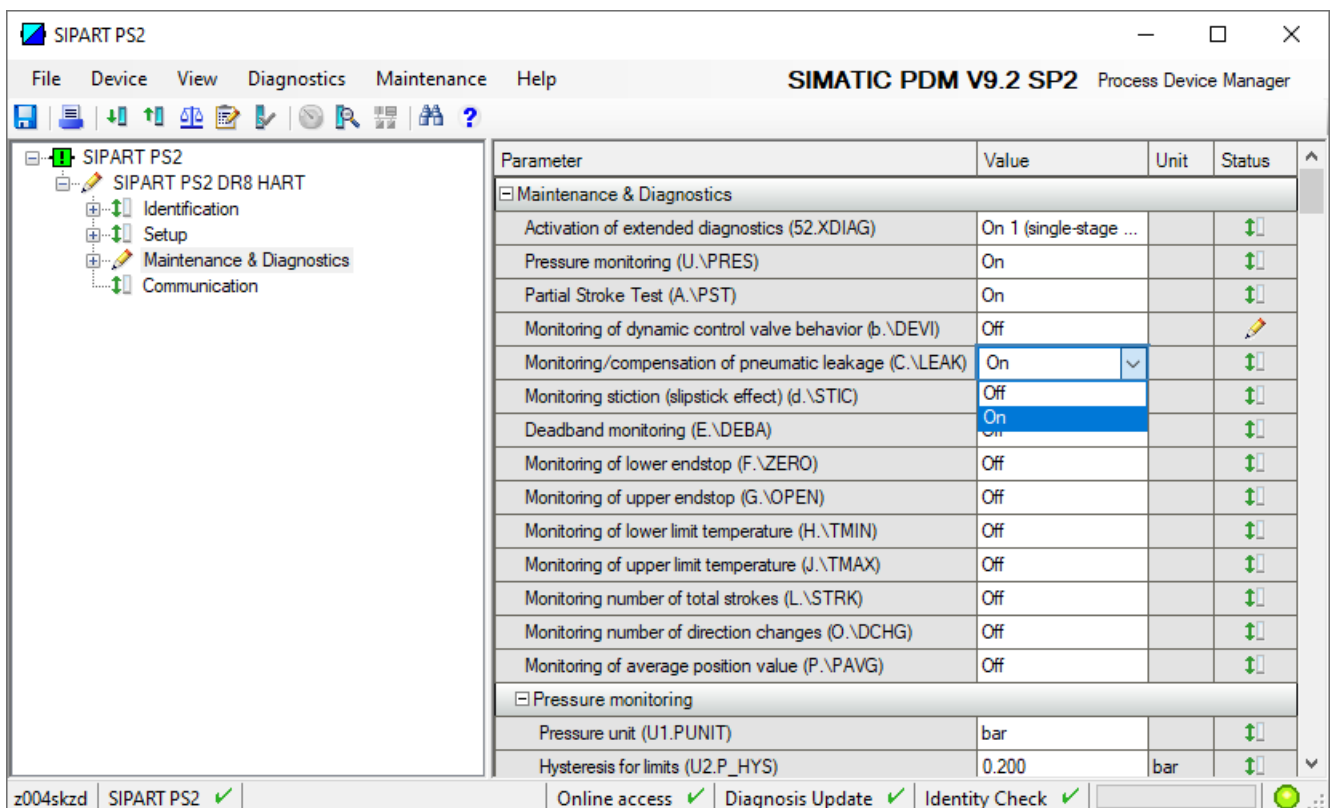 SIPART PS2
File Device View Diagnostics Maintenance Help SIMATIC PDM V9.2 SP2 Process Device Manager
SIPART PS2
SIPART PS2 DR8 HART
Identification
Setup
Maintenance & Diagnostics
Communication
Parameter Value Unit Status
Maintenance & Diagnostics
Activation of extended diagnostics (52.XDIAG) On 1 (single-stage ...
Pressure monitoring (U.\PRES) On
Partial Stroke Test (A.\PST) On
Monitoring of dynamic control valve behavior (b.\DEVI) Off
Monitoring/compensation of pneumatic leakage (C.\LEAK) On
Off
On
Monitoring stiction (slipstick effect) (d.\STIC)
Deadband monitoring (E.\DEBA)
Monitoring of lower endstop (F.\ZERO) Off
Monitoring of upper endstop (G.\OPEN) Off
Monitoring of lower limit temperature (H.\TMIN) Off
Monitoring of upper limit temperature (J.\TMAX) Off
Monitoring number of total strokes (L.\STRK) Off
Monitoring number of direction changes (O.\DCHG) Off
Monitoring of average position value (P.\PAVG) Off
Pressure monitoring
Pressure unit (U1.PUNIT) bar
Hysteresis for limits (U2.P_HYS) 0.200 bar
z004skzd SIPART PS2 Online access Diagnosis Update Identity Check